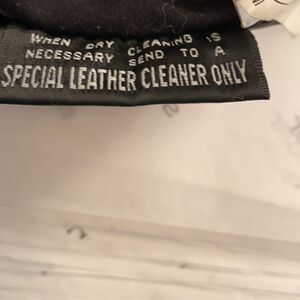 WHEN DRY CLEANING IS
NECESSARY SEND TO A
SPECIAL LEATHER CLEANER ONLY